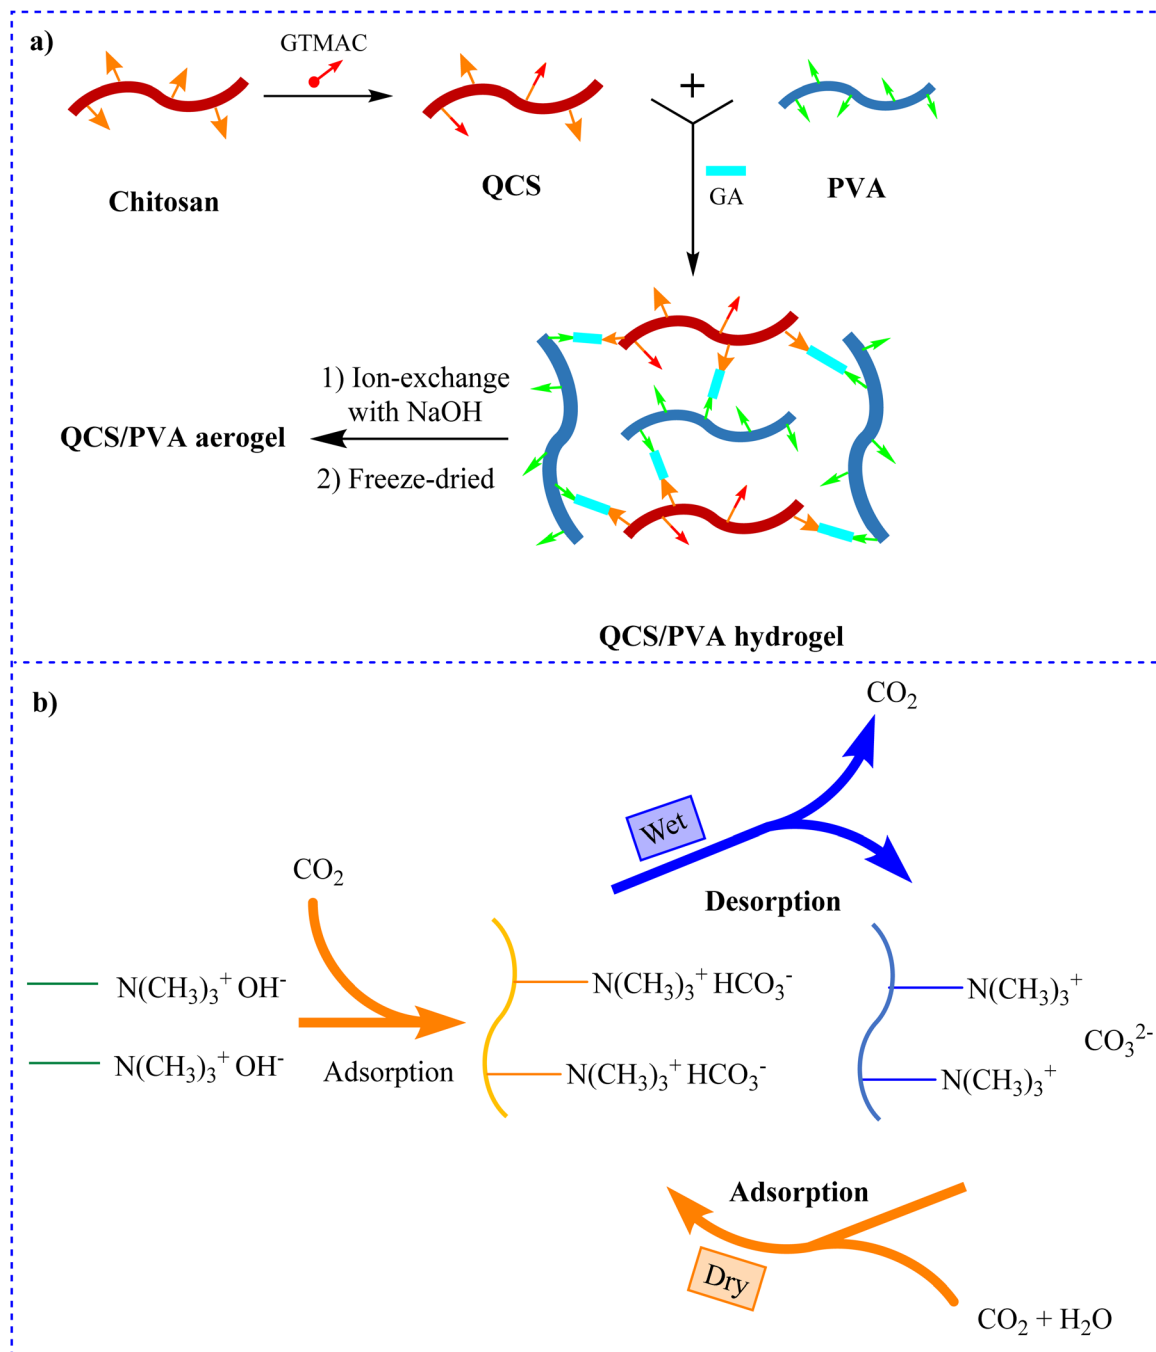 a)
GTMAC
+
Chitosan
QCS
PVA
GA
1) Ion-exchange
with NaOH
QCS/PVA aerogel
2) Freeze-dried
QCS/PVA hydrogel
b)
CO₂
Wet
Desorption
CO₂
N(CH₃)₃⁺ OH⁻
N(CH₃)₃⁺ OH⁻
Adsorption
N(CH₃)₃⁺ HCO₃⁻
N(CH₃)₃⁺ HCO₃⁻
N(CH₃)₃⁺
CO₃²⁻
N(CH₃)₃⁺
Adsorption
Dry
CO₂ + H₂O